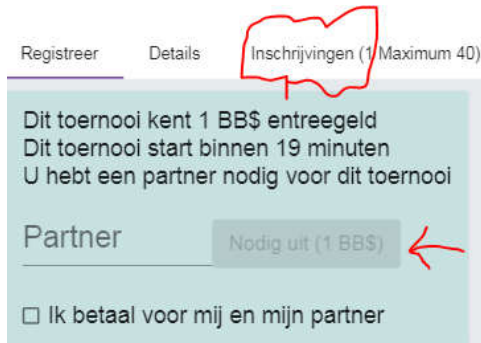 Registreer Details Inschrijvingen (1 Maximum 40)
Dit toernooi kent 1 BB$ entreegeld
Dit toernooi start binnen 19 minuten
U hebt een partner nodig voor dit toernooi
Partner Nodig uit (1 BB$)
Ik betaal voor mij en mijn partner